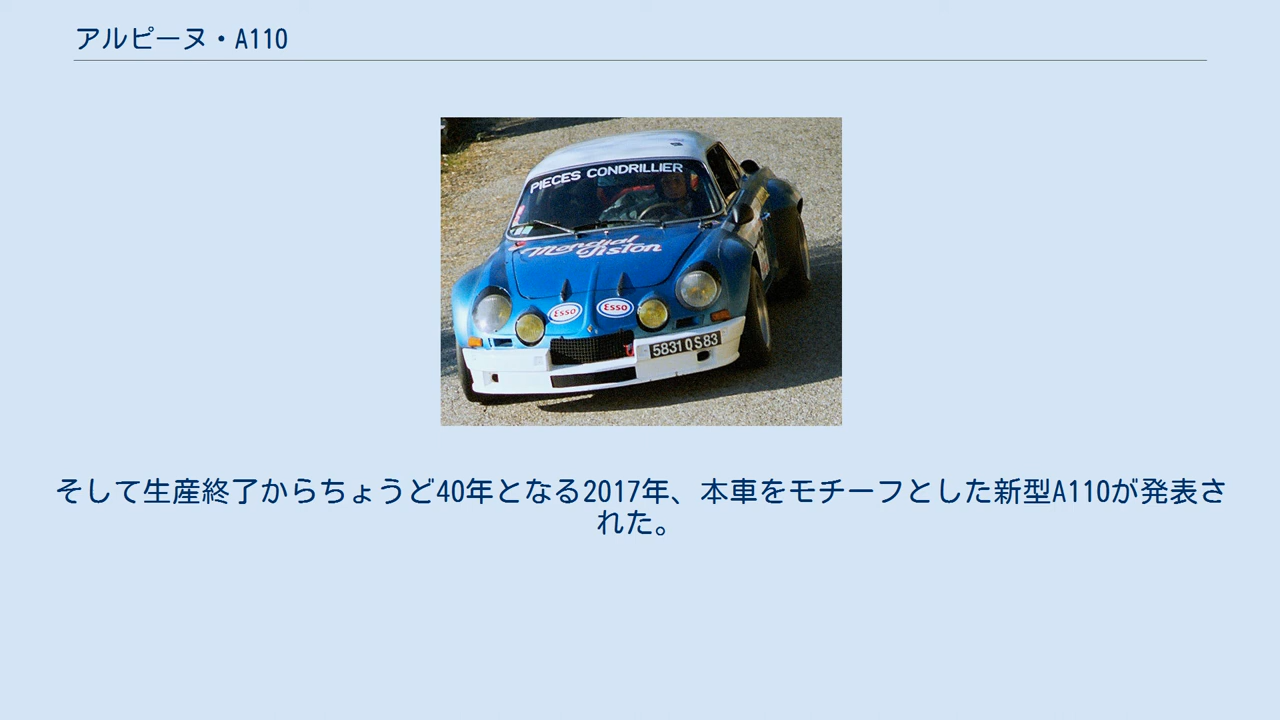 アルピーヌ・A110
PIECES CONDRILLIER
Mondial
Piston
Esso
Esso
5831 QS 83
そして生産終了からちょうど40年となる2017年、本車をモチーフとした新型A110が発表さ
れた。